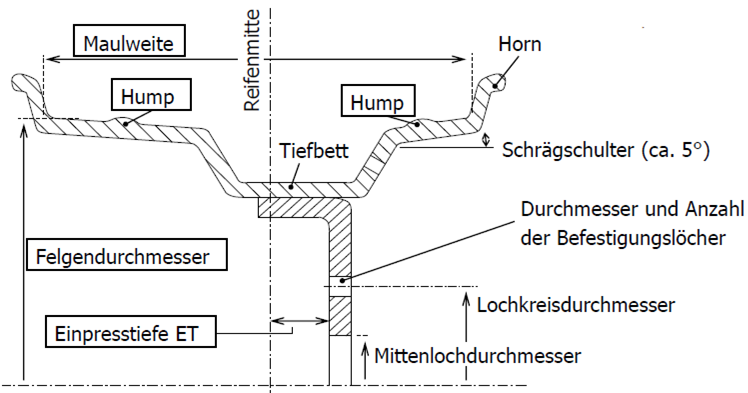 Maulweite
Reifenmitte
Horn
Hump
Hump
Tiefbett
Schrägschulter (ca. 5°)
Durchmesser und Anzahl
der Befestigungslöcher
Felgendurchmesser
Lochkreisdurchmesser
Einpresstiefe ET
Mittenlochdurchmesser